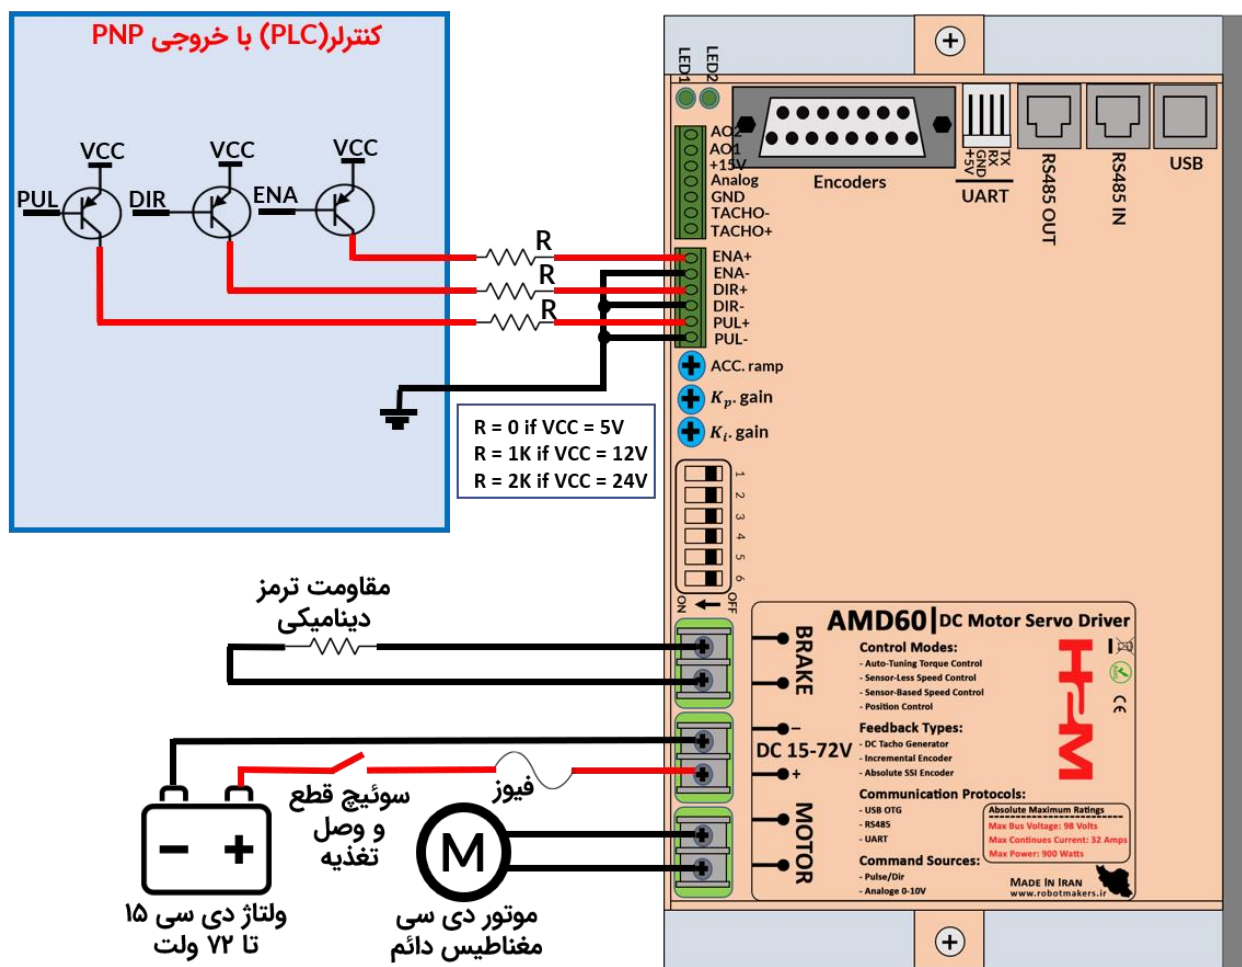 کنترلر(PLC) با خروجی PNP
VCC
VCC
VCC
PUL
DIR
ENA
R
R
R
R = 0 if VCC = 5V
R = 1K if VCC = 12V
R = 2K if VCC = 24V
LED1
LED2
AO2
AO1
+15V
Analog
GND
TACHO-
TACHO+
ENA+
ENA-
DIR+
DIR-
PUL+
PUL-
ACC. ramp
Kp. gain
Ki. gain
1
2
3
4
5
6
ON
OFF
Encoders
TX
RX
GND
+5V
UART
RS485 OUT
RS485 IN
USB
مقاومت ترمز
دینامیکی
BRAKE
−
DC 15-72V
+
MOTOR
سوئیچ قطع
و وصل
تغذیه
فیوز
− +
M
ولتاژ دی سی ۱۵
تا ۷۲ ولت
موتور دی سی
مغناطیس دائم
AMD60|DC Motor Servo Driver
Control Modes:
- Auto-Tuning Torque Control
- Sensor-Less Speed Control
- Sensor-Based Speed Control
- Position Control
Feedback Types:
- DC Tacho Generator
- Incremental Encoder
- Absolute SSI Encoder
Communication Protocols:
- USB OTG
- RS485
- UART
Command Sources:
- Pulse/Dir
- Analoge 0-10V
Absolute Maximum Ratings
Max Bus Voltage: 98 Volts
Max Continues Current: 32 Amps
Max Power: 900 Watts
CE
MADE IN IRAN
www.robotmakers.ir